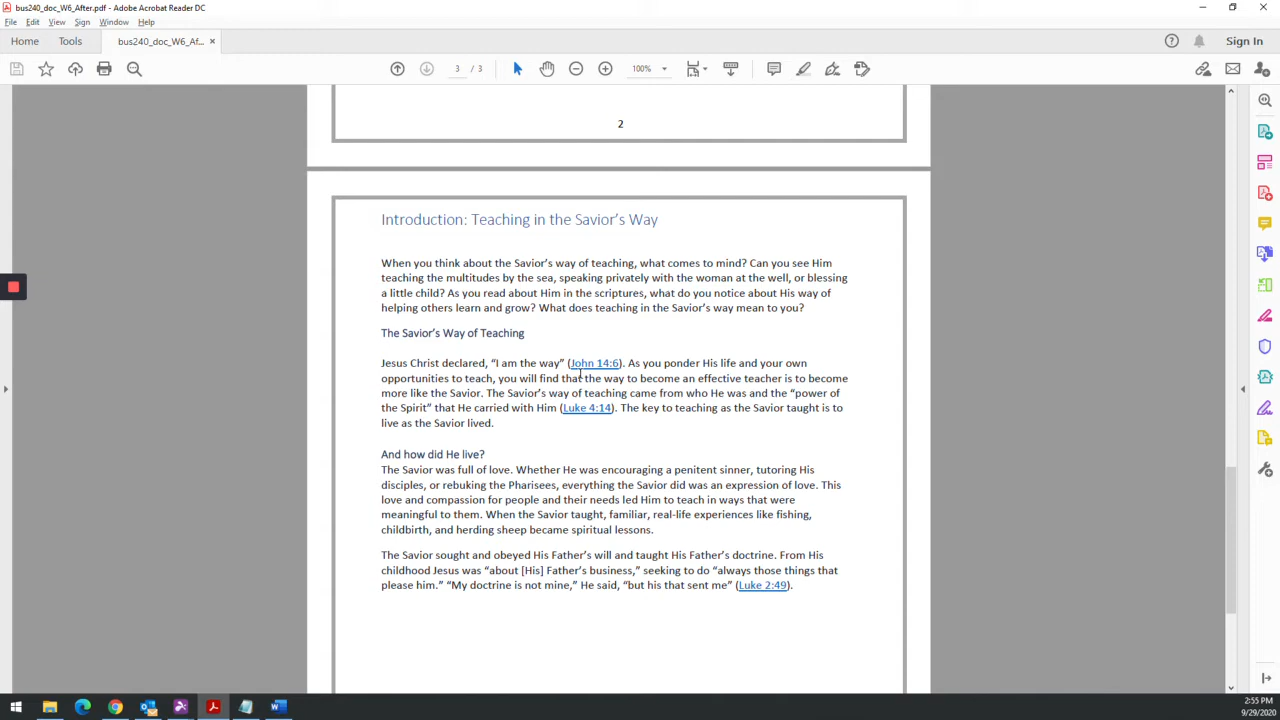 bus240_doc_W6_After.pdf - Adobe Acrobat Reader DC
File Edit View Sign Window Help
Home Tools bus240_doc_W6_Af... × Sign In
3 / 3 100%
2
Introduction: Teaching in the Savior’s Way
When you think about the Savior’s way of teaching, what comes to mind? Can you see Him
teaching the multitudes by the sea, speaking privately with the woman at the well, or blessing
a little child? As you read about Him in the scriptures, what do you notice about His way of
helping others learn and grow? What does teaching in the Savior’s way mean to you?
The Savior’s Way of Teaching
Jesus Christ declared, “I am the way” (John 14:6). As you ponder His life and your own
opportunities to teach, you will find that the way to become an effective teacher is to become
more like the Savior. The Savior’s way of teaching came from who He was and the “power of
the Spirit” that He carried with Him (Luke 4:14). The key to teaching as the Savior taught is to
live as the Savior lived.
And how did He live?
The Savior was full of love. Whether He was encouraging a penitent sinner, tutoring His
disciples, or rebuking the Pharisees, everything the Savior did was an expression of love. This
love and compassion for people and their needs led Him to teach in ways that were
meaningful to them. When the Savior taught, familiar, real-life experiences like fishing,
childbirth, and herding sheep became spiritual lessons.
The Savior sought and obeyed His Father’s will and taught His Father’s doctrine. From His
childhood Jesus was “about [His] Father’s business,” seeking to do “always those things that
please him.” “My doctrine is not mine,” He said, “but his that sent me” (Luke 2:49).
2:55 PM
9/29/2020